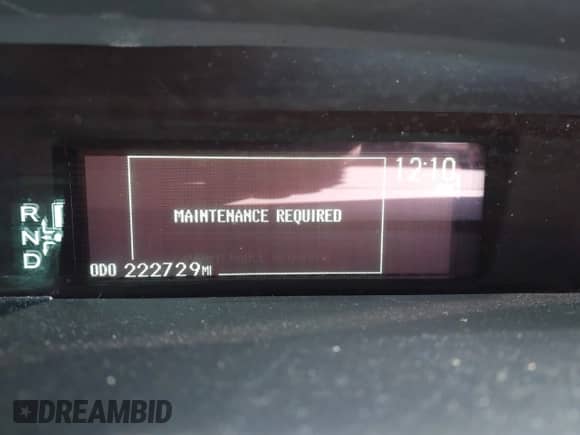 12:10
MAINTENANCE REQUIRED
R
N
D
ODO 222729MI
DREAMBID